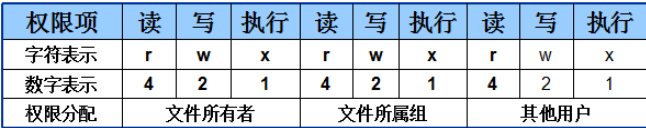 权限项 读 写 执行 读 写 执行 读 写 执行
字符表示 r w x r w x r w x
数字表示 4 2 1 4 2 1 4 2 1
权限分配 文件所有者 文件所属组 其他用户